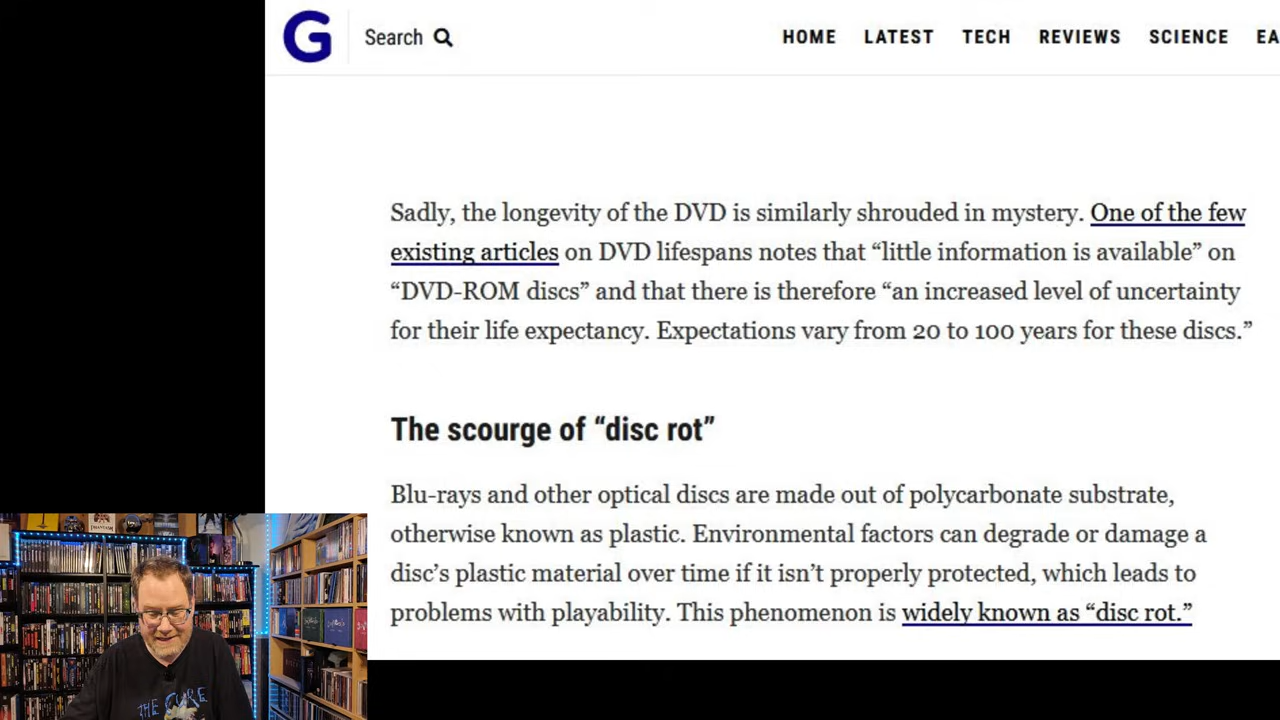 G
Search
HOME LATEST TECH REVIEWS SCIENCE EA
Sadly, the longevity of the DVD is similarly shrouded in mystery. One of the few
existing articles on DVD lifespans notes that “little information is available” on
“DVD-ROM discs” and that there is therefore “an increased level of uncertainty
for their life expectancy. Expectations vary from 20 to 100 years for these discs.”
The scourge of “disc rot”
Blu-rays and other optical discs are made out of polycarbonate substrate,
otherwise known as plastic. Environmental factors can degrade or damage a
disc’s plastic material over time if it isn’t properly protected, which leads to
problems with playability. This phenomenon is widely known as “disc rot.”
THE CURE